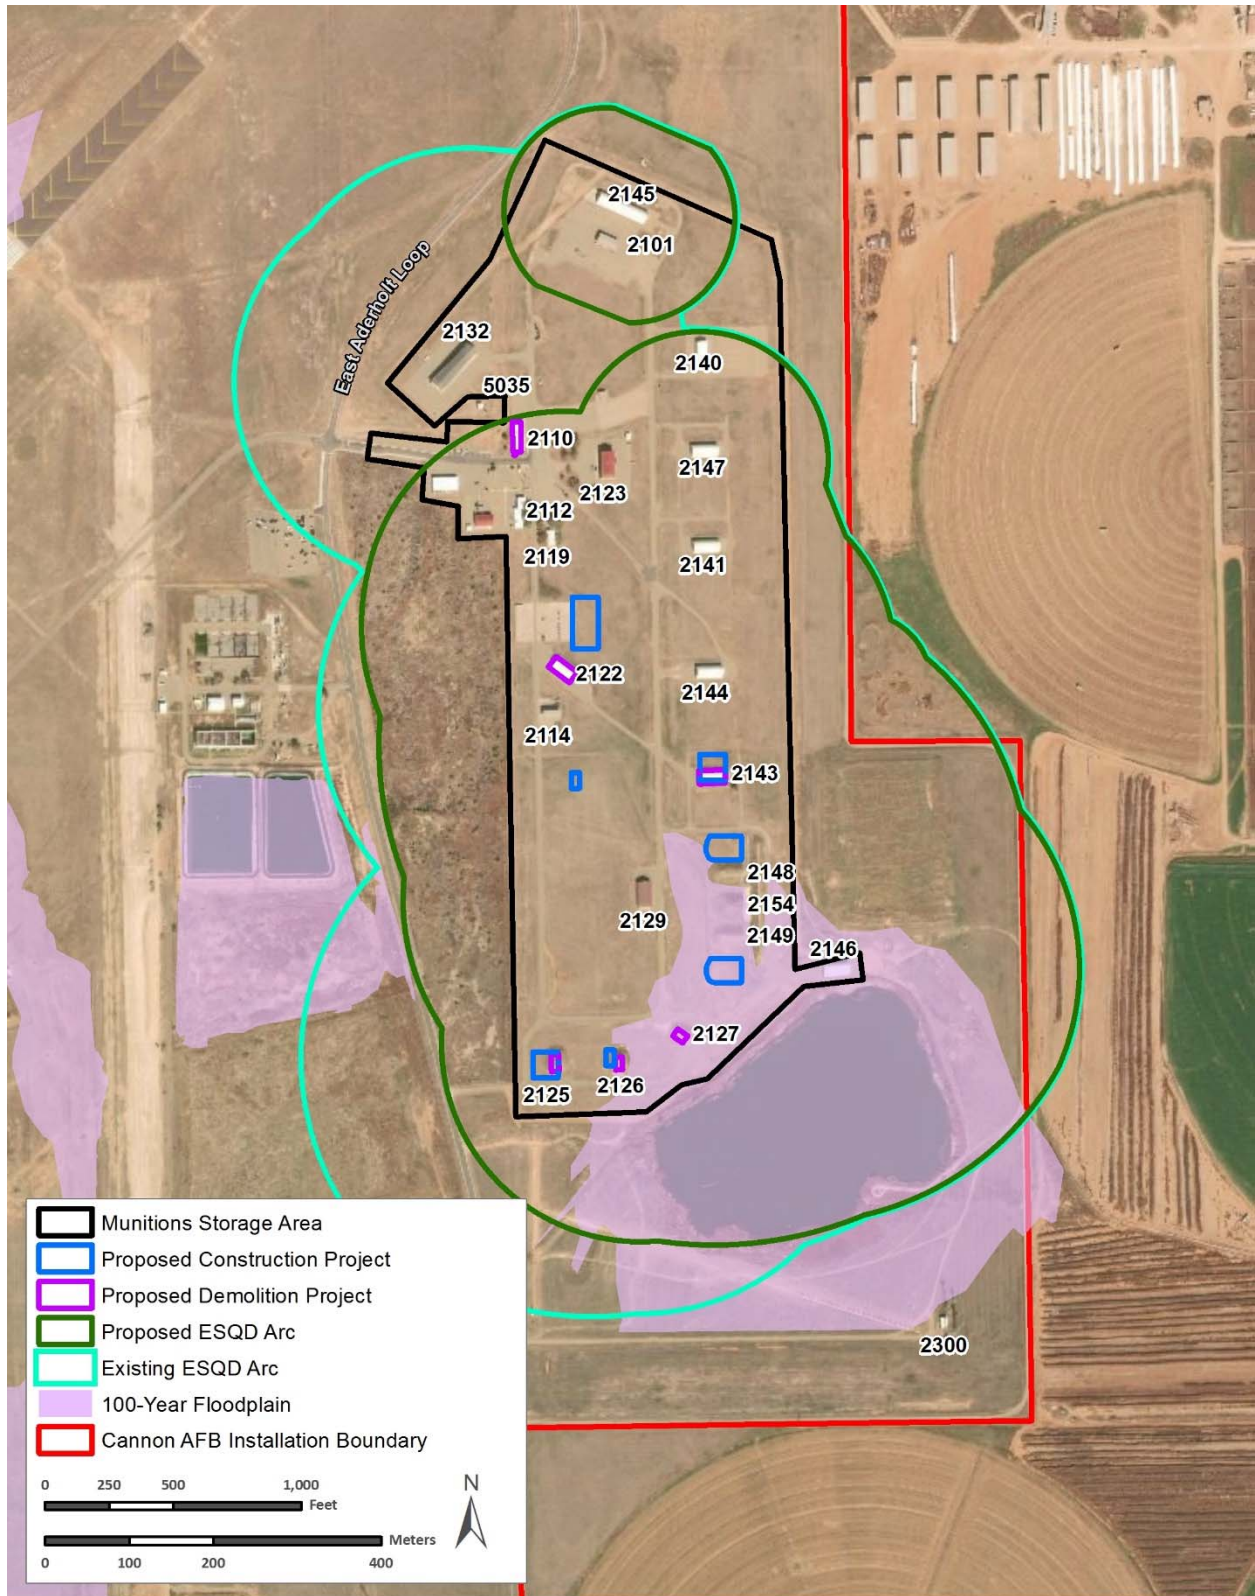 2145
2101
East Aderholt Loop
2132
2140
5035
2110
2147
2123
2112
2119
2141
2122
2144
2114
2143
2148
2154
2129
2149
2146
2127
2125
2126
2300
Munitions Storage Area
Proposed Construction Project
Proposed Demolition Project
Proposed ESQD Arc
Existing ESQD Arc
100-Year Floodplain
Cannon AFB Installation Boundary
0 250 500 1,000
Feet
N
Meters
0 100 200 400